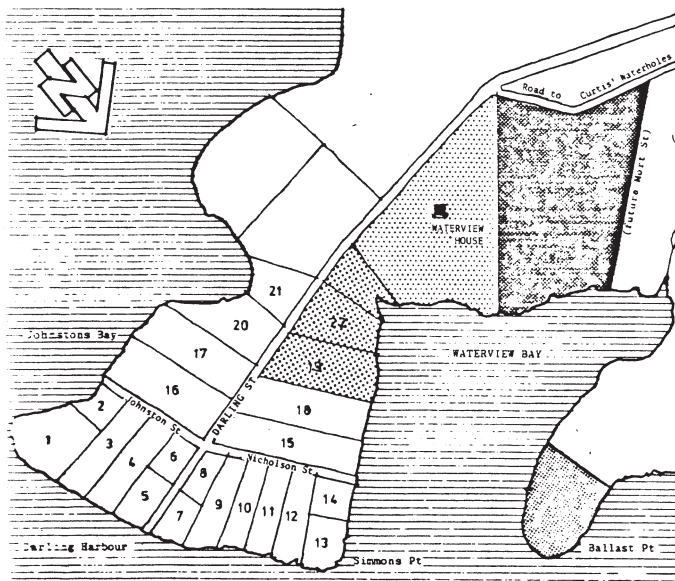 Road to Curtis' Waterholes
(Future Mort St)
WATERVIEW
HOUSE
21
22
20
Johnstons Bay
17
19
WATERVIEW BAY
16
DARLING ST
18
2
Johnston St
15
1
3
4
6
Nicholson St
8
14
5
7
9
10
11
12
13
Darling Harbour
Simmons Pt
Ballast Pt